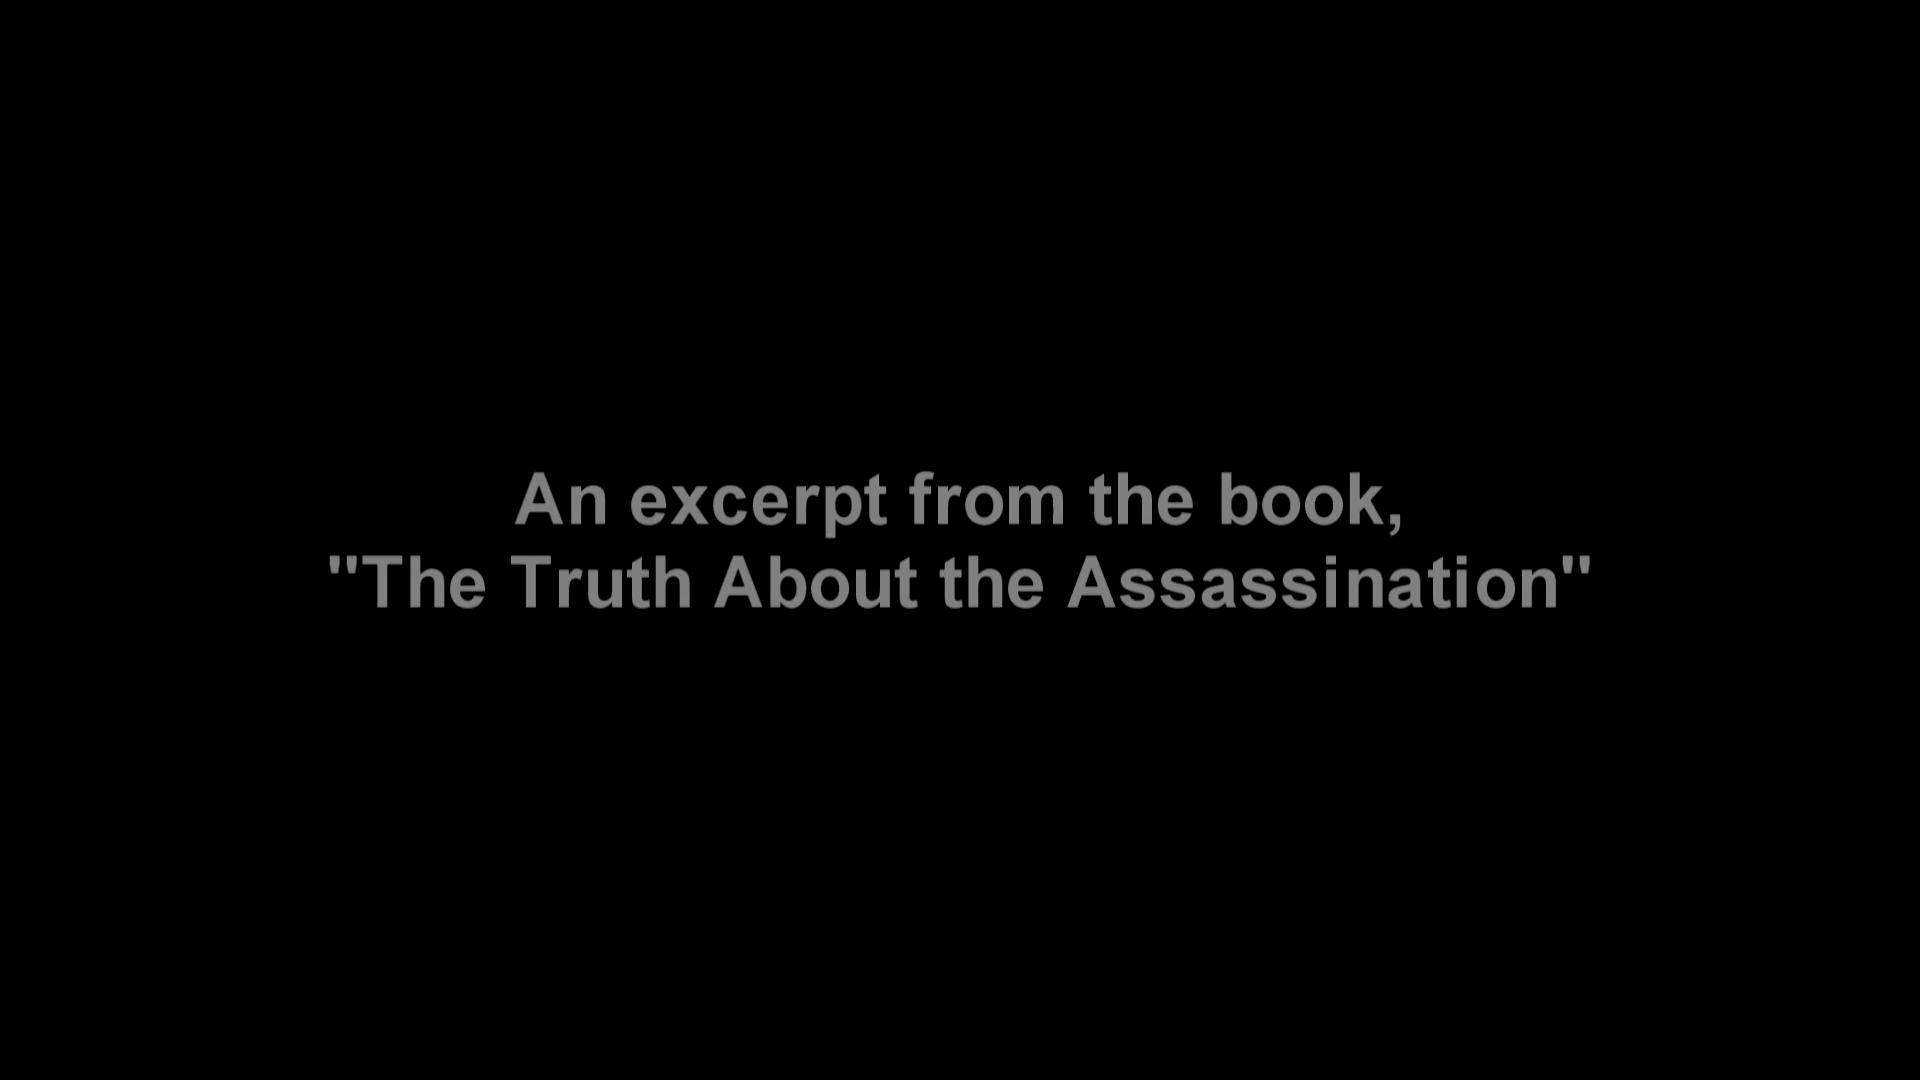 An excerpt from the book,
"The Truth About the Assassination"